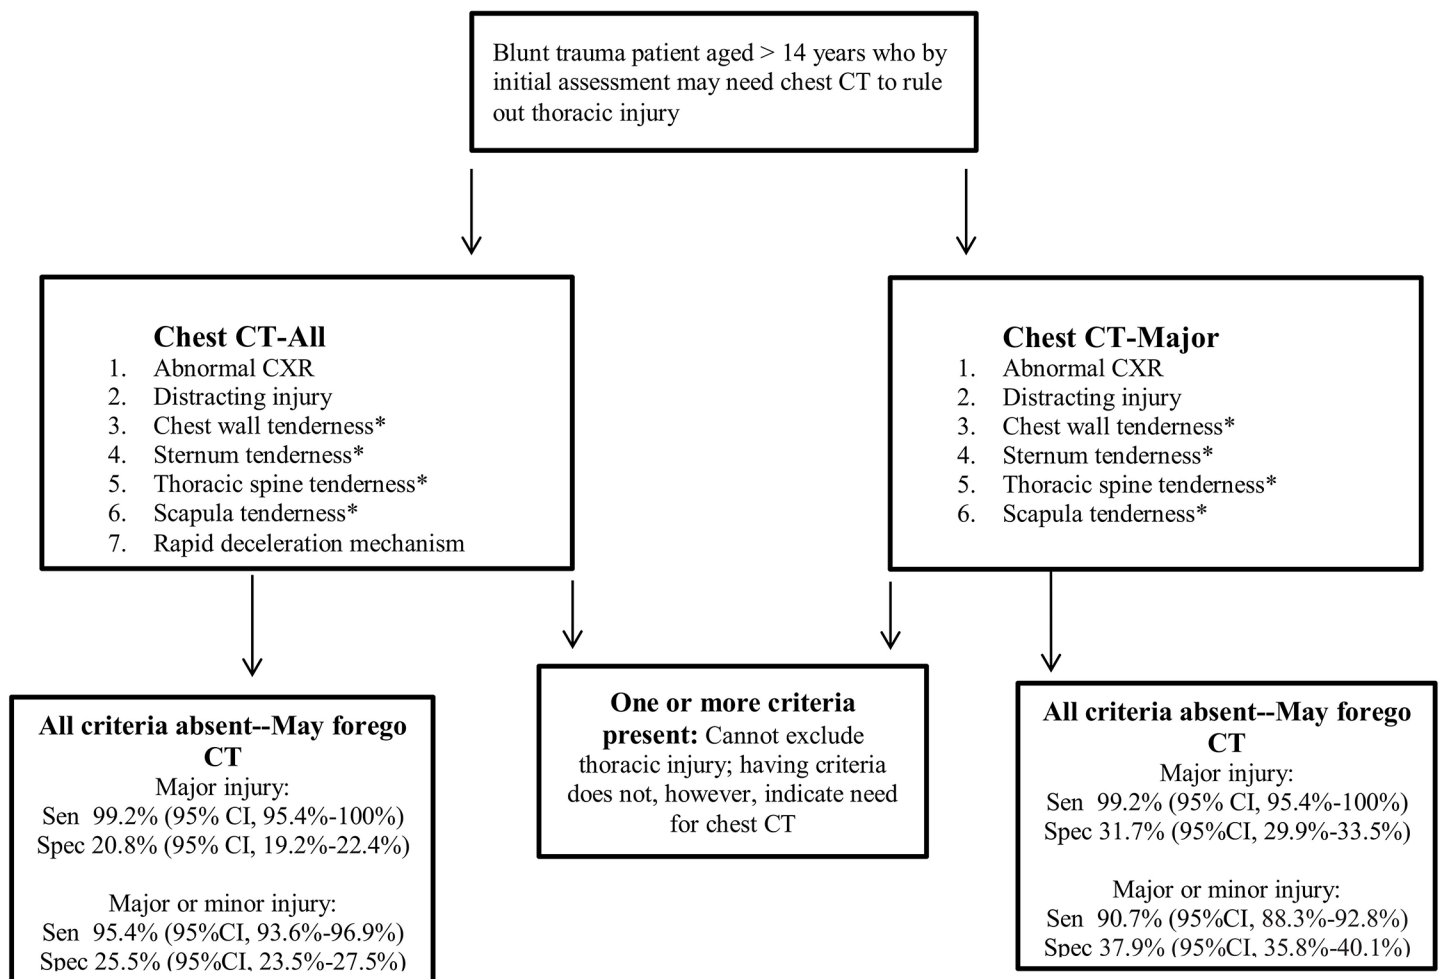 Blunt trauma patient aged > 14 years who by
initial assessment may need chest CT to rule
out thoracic injury
Chest CT-All
1. Abnormal CXR
2. Distracting injury
3. Chest wall tenderness*
4. Sternum tenderness*
5. Thoracic spine tenderness*
6. Scapula tenderness*
7. Rapid deceleration mechanism
Chest CT-Major
1. Abnormal CXR
2. Distracting injury
3. Chest wall tenderness*
4. Sternum tenderness*
5. Thoracic spine tenderness*
6. Scapula tenderness*
All criteria absent--May forego
CT
Major injury:
Sen 99.2% (95% CI, 95.4%-100%)
Spec 20.8% (95% CI, 19.2%-22.4%)
Major or minor injury:
Sen 95.4% (95%CI, 93.6%-96.9%)
Spec 25.5% (95%CI, 23.5%-27.5%)
One or more criteria
present: Cannot exclude
thoracic injury; having criteria
does not, however, indicate need
for chest CT
All criteria absent--May forego
CT
Major injury:
Sen 99.2% (95% CI, 95.4%-100%)
Spec 31.7% (95%CI, 29.9%-33.5%)
Major or minor injury:
Sen 90.7% (95%CI, 88.3%-92.8%)
Spec 37.9% (95%CI, 35.8%-40.1%)